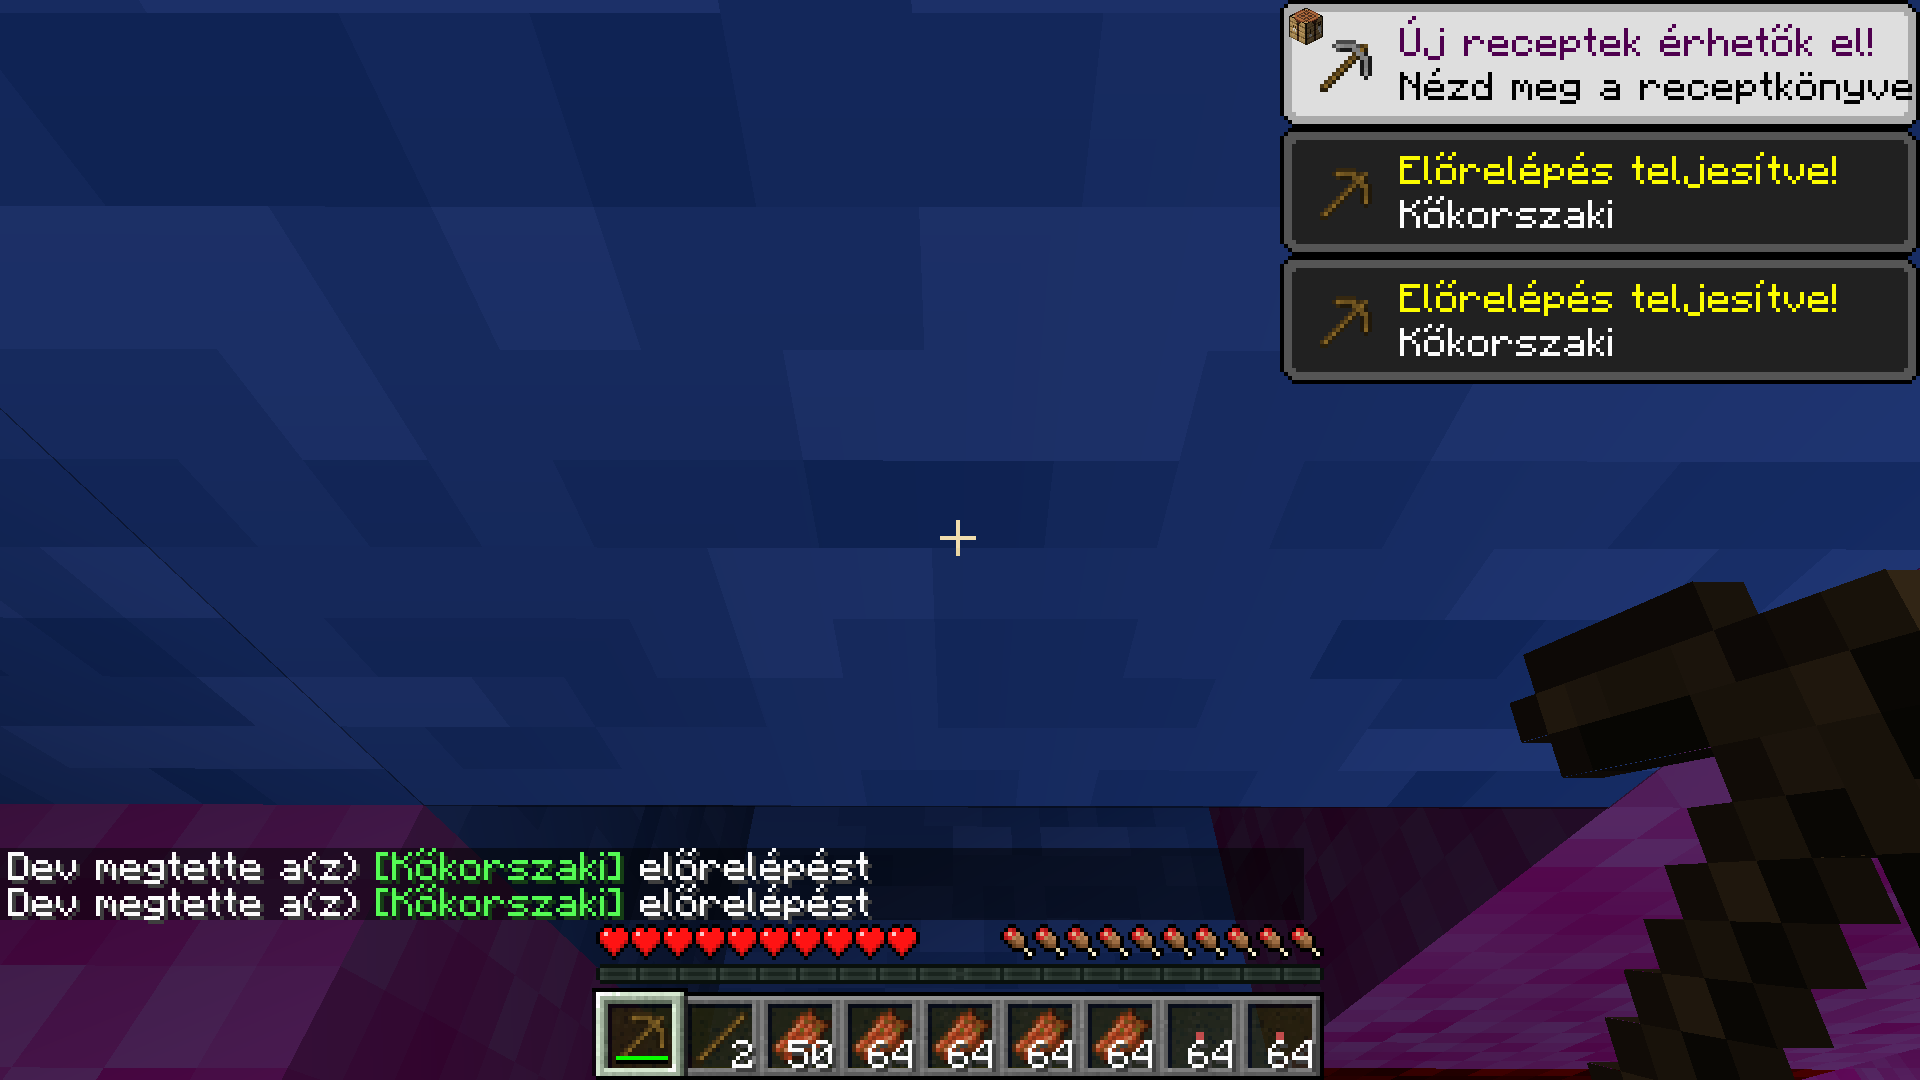 Új receptek érhetők el!
Nézd meg a receptkönyve
Előrelépés teljesítve!
Kőkorszaki
Előrelépés teljesítve!
Kőkorszaki
Dev megtette a(z) [Kőkorszaki] előrelépést
Dev megtette a(z) [Kőkorszaki] előrelépést
2 50 64 64 64 64 64 64